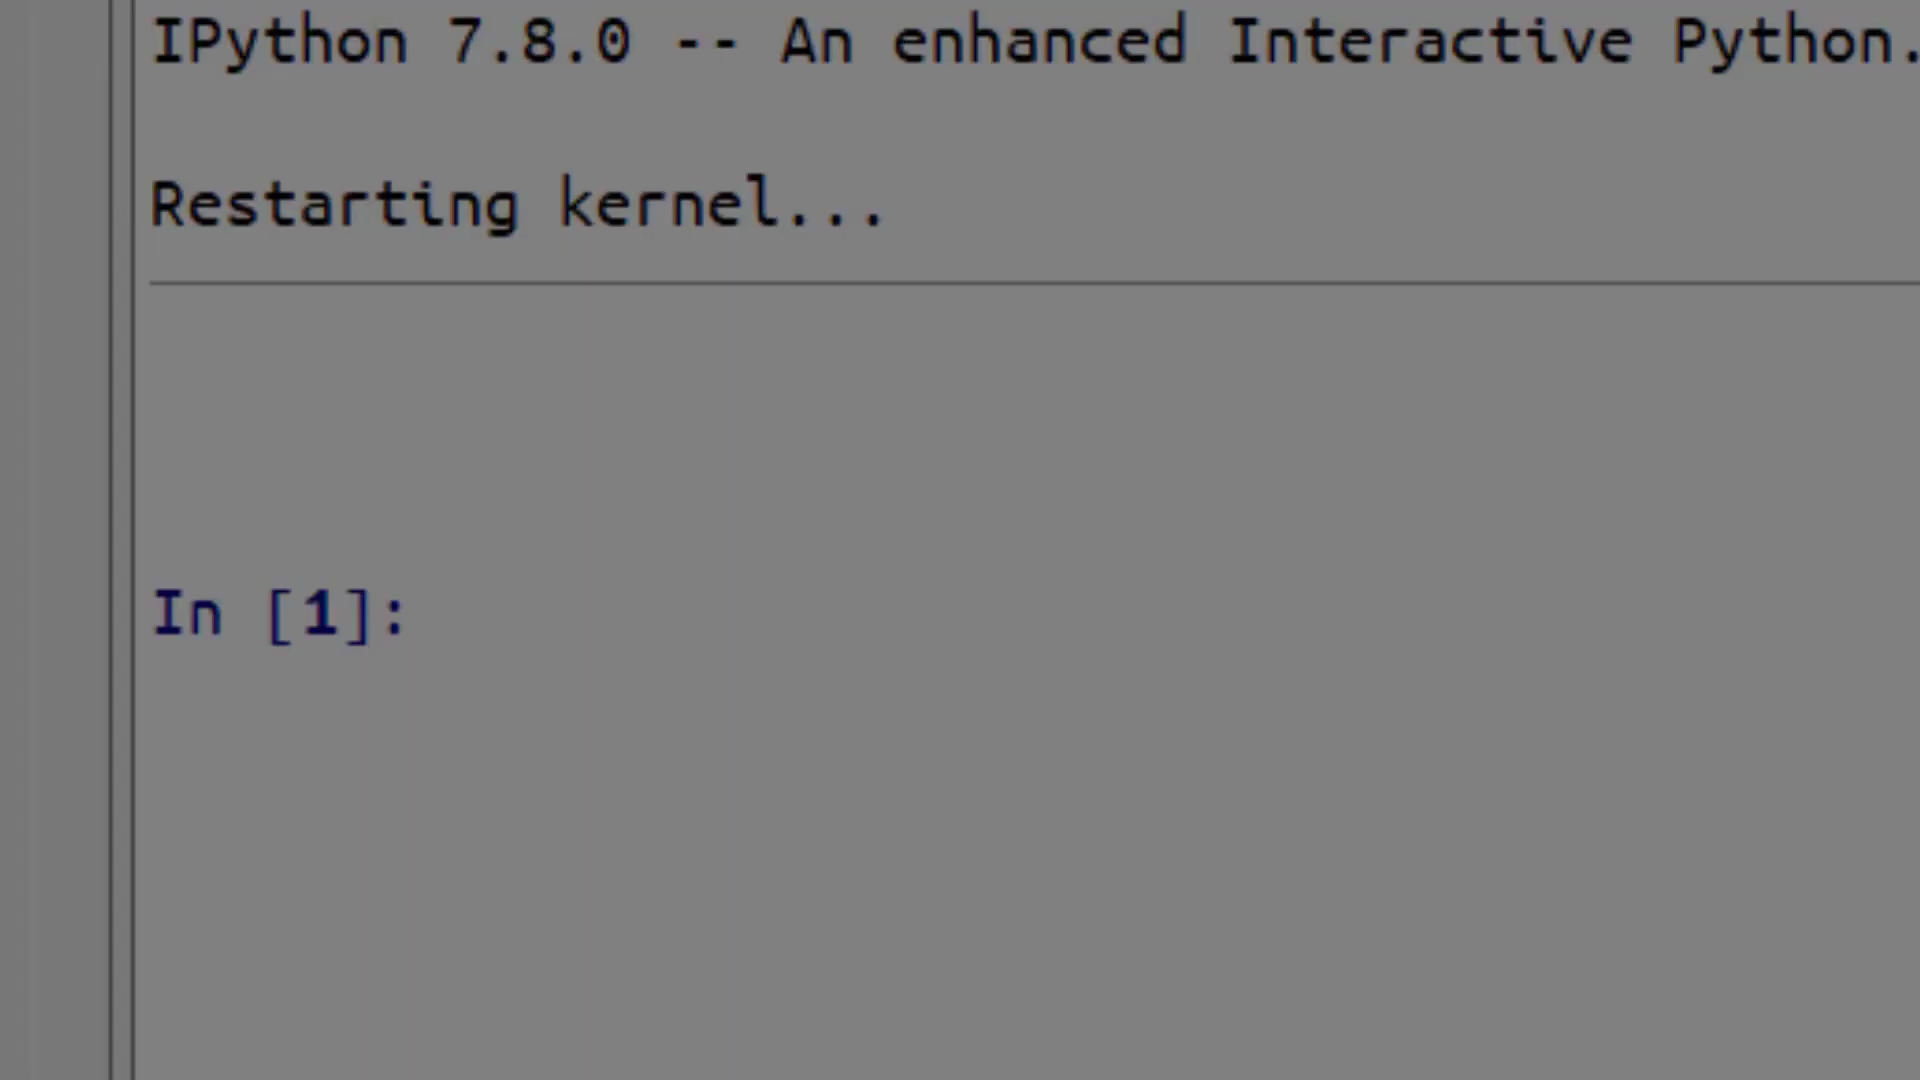 IPython 7.8.0 -- An enhanced Interactive Python.
Restarting kernel...
In [1]: